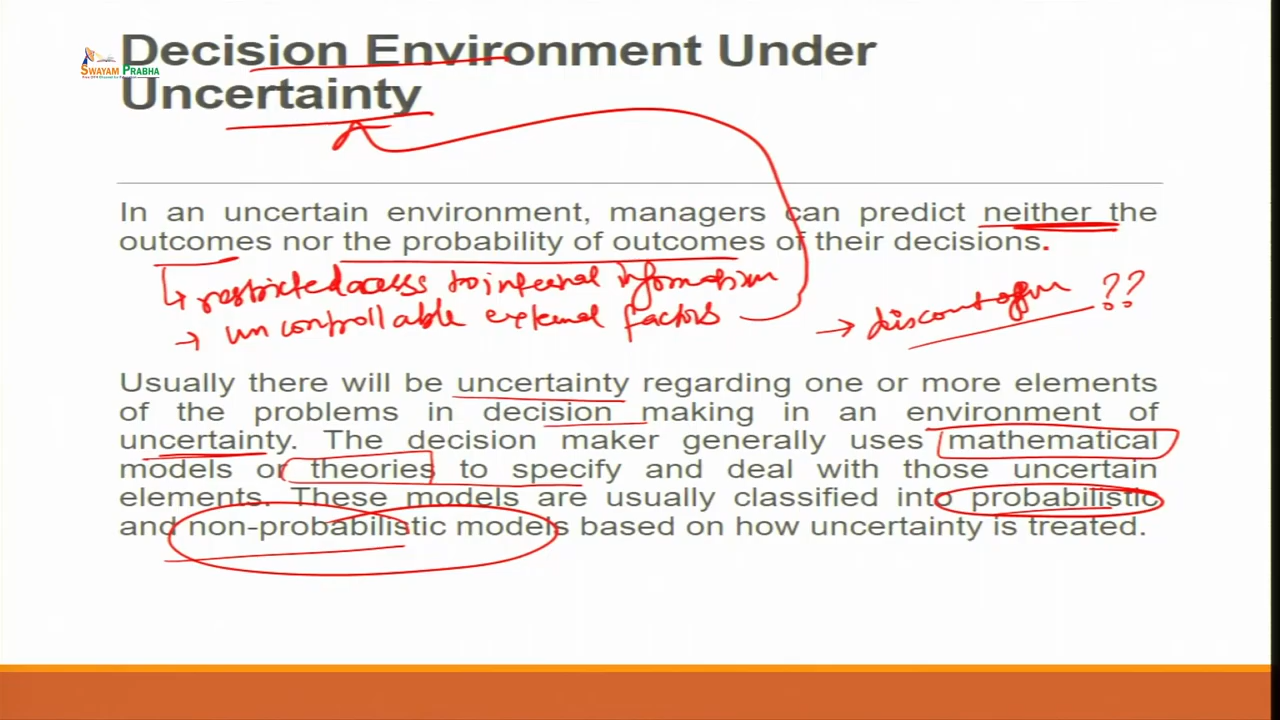 Decision Environment Under
Uncertainty
SWAYAM PRABHA
In an uncertain environment, managers can predict neither the
outcomes nor the probability of outcomes of their decisions.
restricted access to internal information
uncontrollable external factors
discount offer ??
Usually there will be uncertainty regarding one or more elements
of the problems in decision making in an environment of
uncertainty. The decision maker generally uses mathematical
models or theories to specify and deal with those uncertain
elements. These models are usually classified into probabilistic
and non-probabilistic models based on how uncertainty is treated.